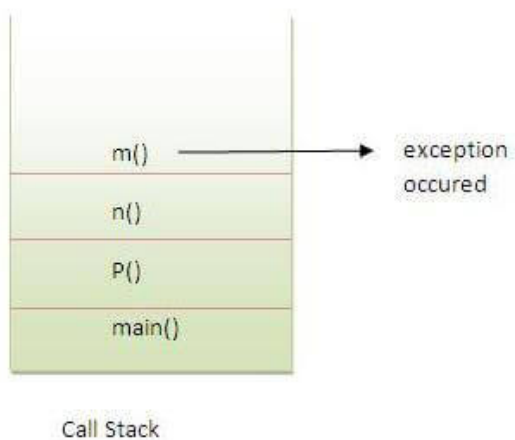 m()
exception
occured
n()
P()
main()
Call Stack